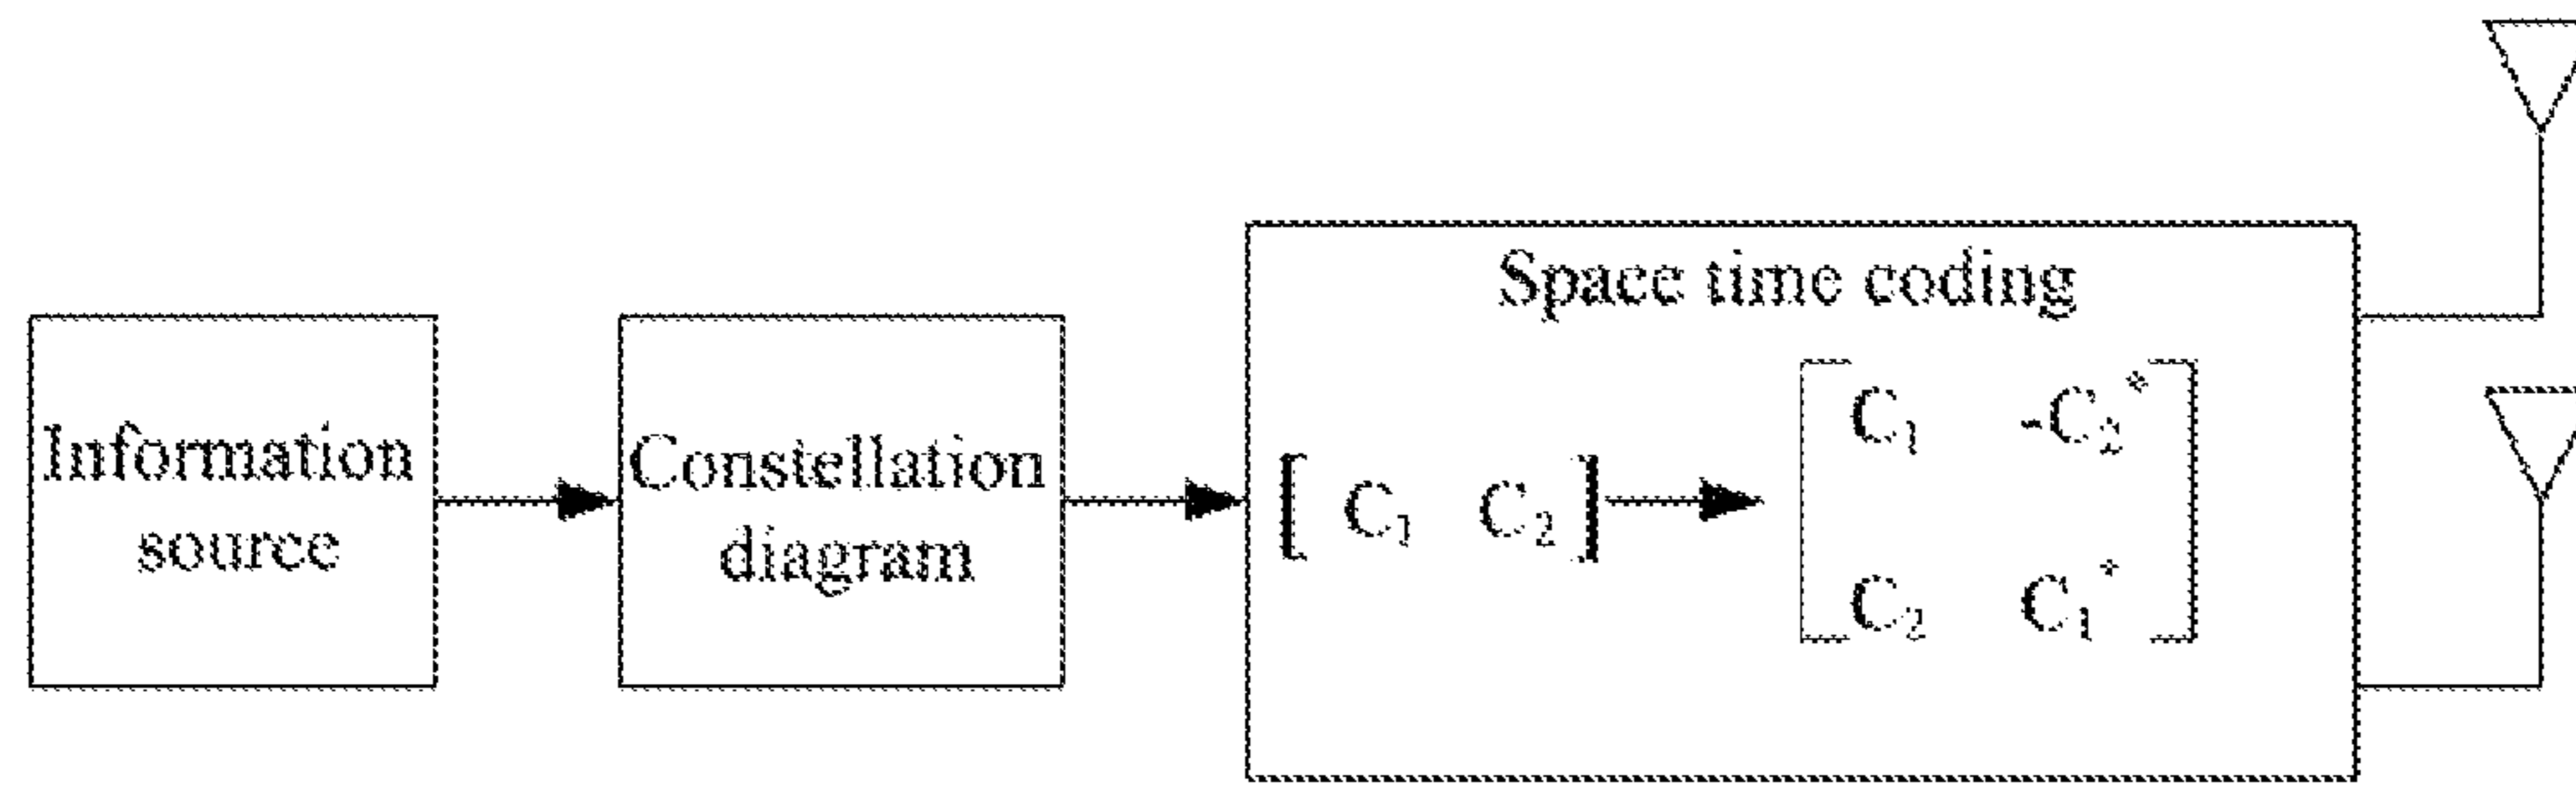 Information
source
Constellation
diagram
Space time coding
[ C₁ C₂ ]
C₁ -C₂*
C₂ C₁*